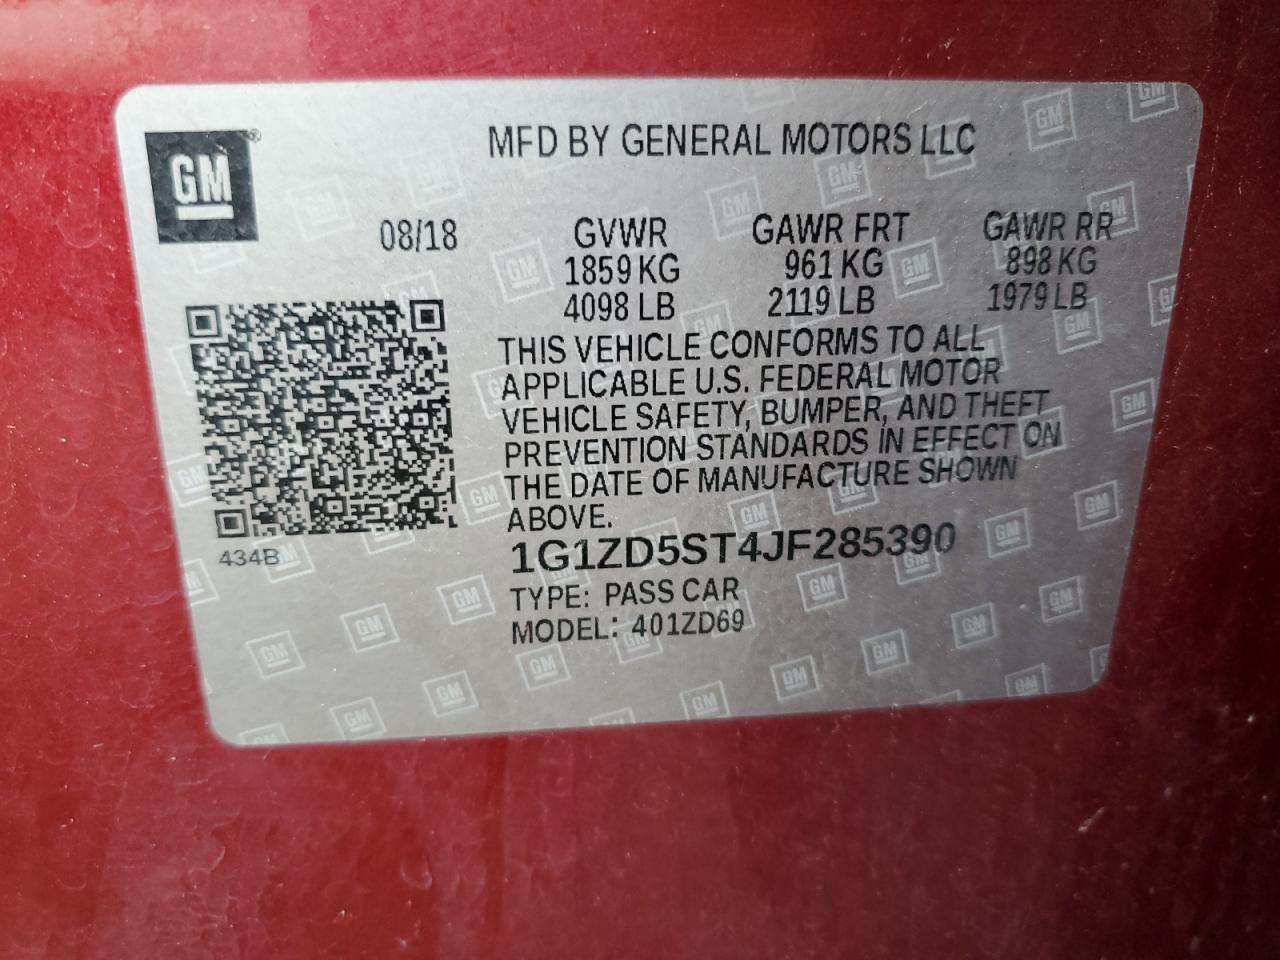 GM®
MFD BY GENERAL MOTORS LLC
08/18
GVWR GAWR FRT GAWR RR
1859 KG 961 KG 898 KG
4098 LB 2119 LB 1979 LB
THIS VEHICLE CONFORMS TO ALL
APPLICABLE U.S. FEDERAL MOTOR
VEHICLE SAFETY, BUMPER, AND THEFT
PREVENTION STANDARDS IN EFFECT ON
THE DATE OF MANUFACTURE SHOWN
ABOVE.
434B
1G1ZD5ST4JF285390
TYPE: PASS CAR
MODEL: 401ZD69